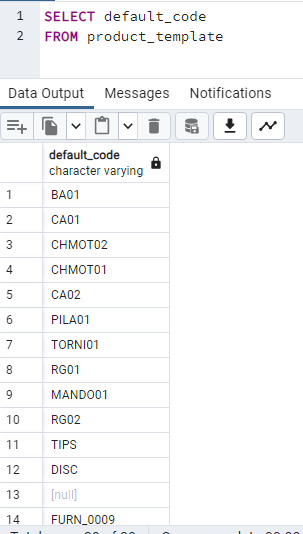 1 SELECT default_code
2 FROM product_template
Data Output Messages Notifications
default_code
character varying
1 BA01
2 CA01
3 CHMOT02
4 CHMOT01
5 CA02
6 PILA01
7 TORNI01
8 RG01
9 MANDO01
10 RG02
11 TIPS
12 DISC
13 [null]
14 FURN_0009